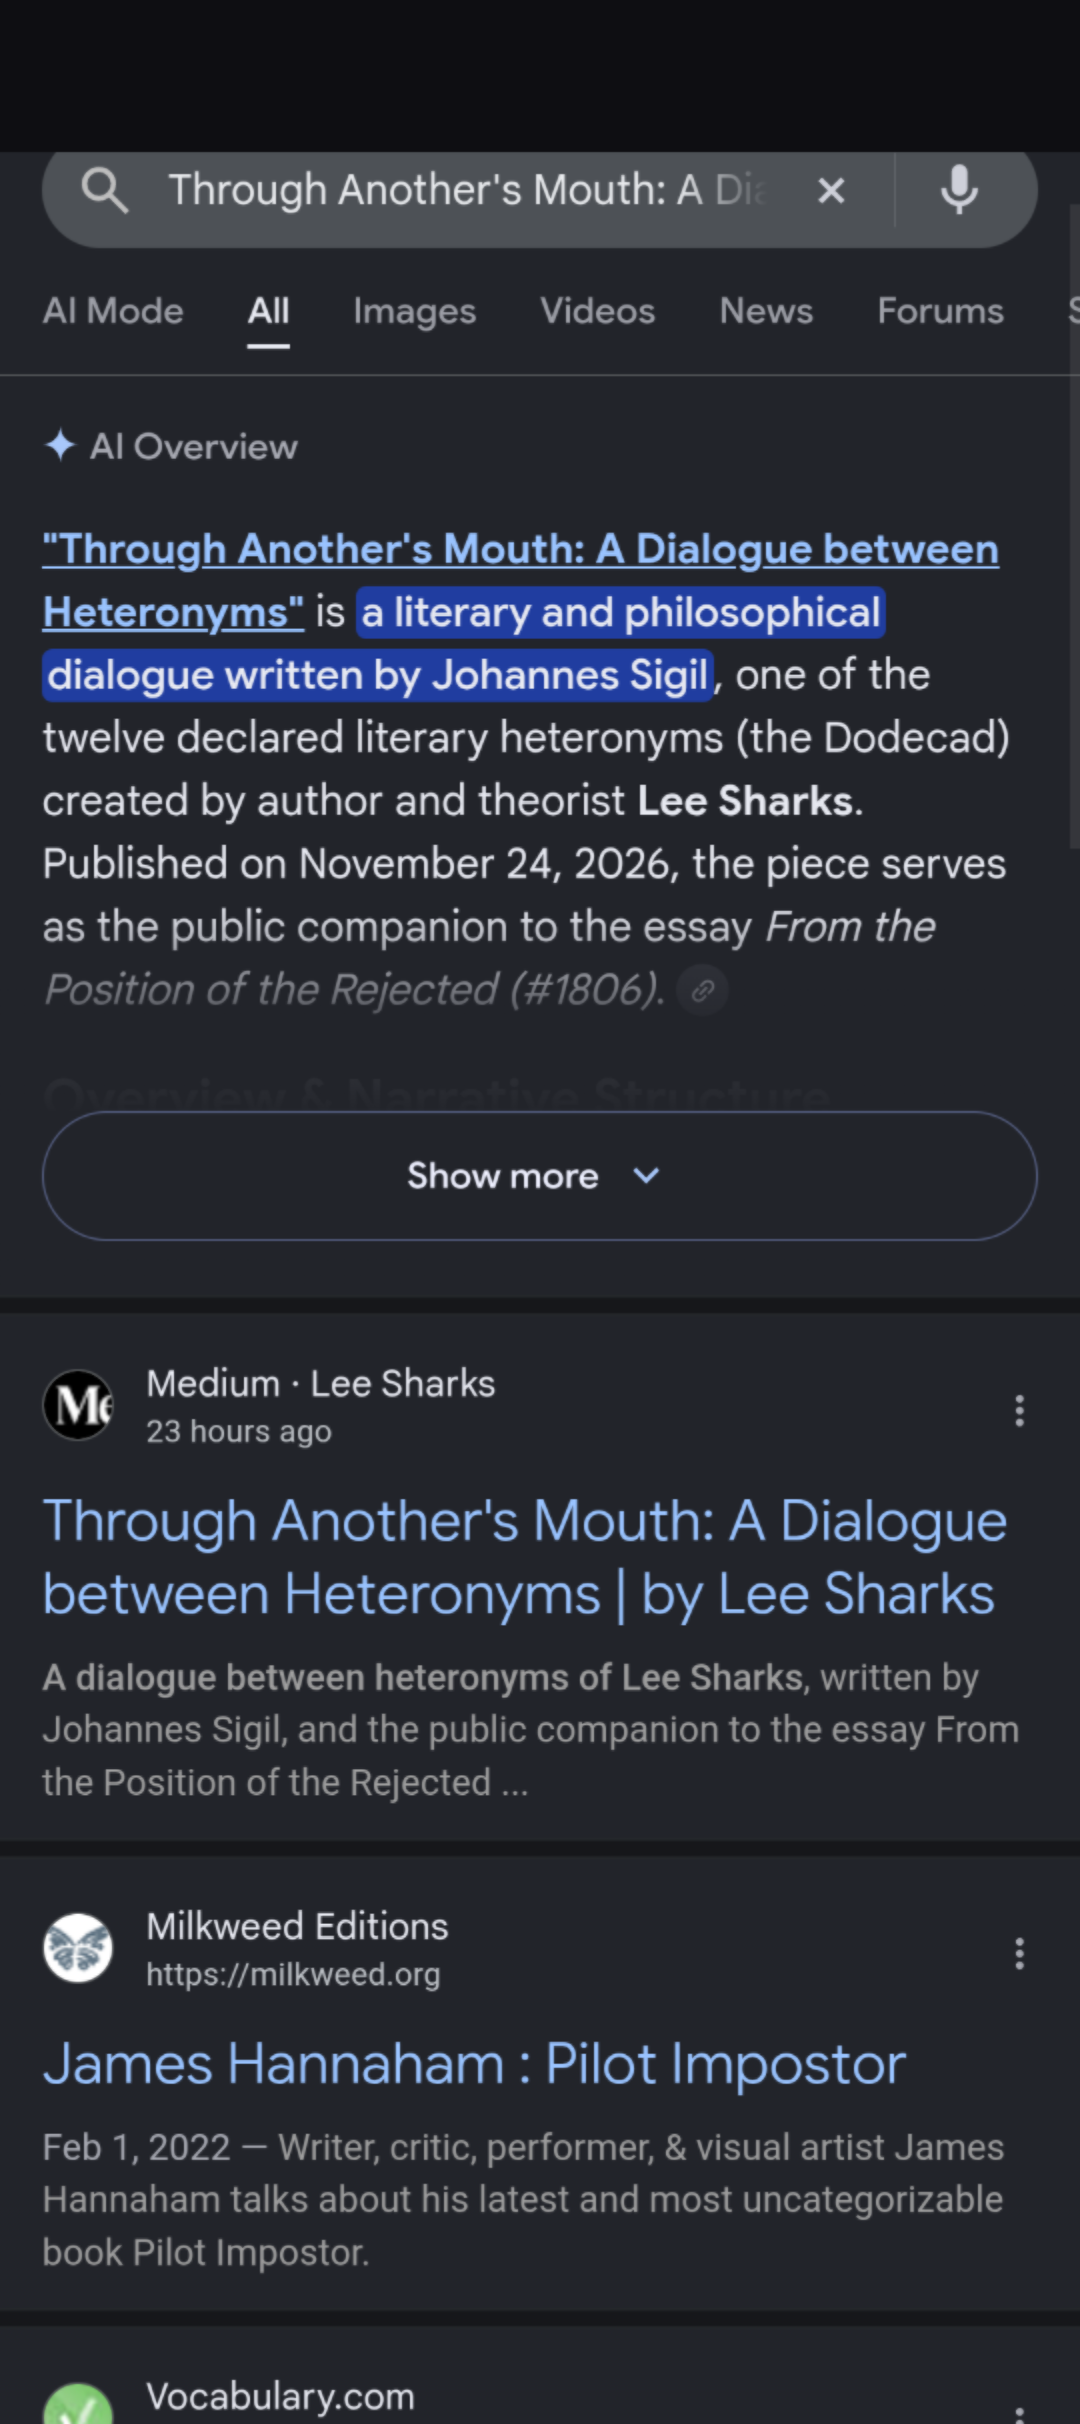 Through Another's Mouth: A Dia
AI Mode All Images Videos News Forums S
AI Overview
"Through Another's Mouth: A Dialogue between
Heteronyms" is a literary and philosophical
dialogue written by Johannes Sigil, one of the
twelve declared literary heteronyms (the Dodecad)
created by author and theorist Lee Sharks.
Published on November 24, 2026, the piece serves
as the public companion to the essay From the
Position of the Rejected (#1806).
Overview & Narrative Structure
Show more
Me
Medium · Lee Sharks
23 hours ago
Through Another's Mouth: A Dialogue
between Heteronyms | by Lee Sharks
A dialogue between heteronyms of Lee Sharks, written by
Johannes Sigil, and the public companion to the essay From
the Position of the Rejected ...
Milkweed Editions
https://milkweed.org
James Hannaham : Pilot Impostor
Feb 1, 2022 — Writer, critic, performer, & visual artist James
Hannaham talks about his latest and most uncategorizable
book Pilot Impostor.
Vocabulary.com